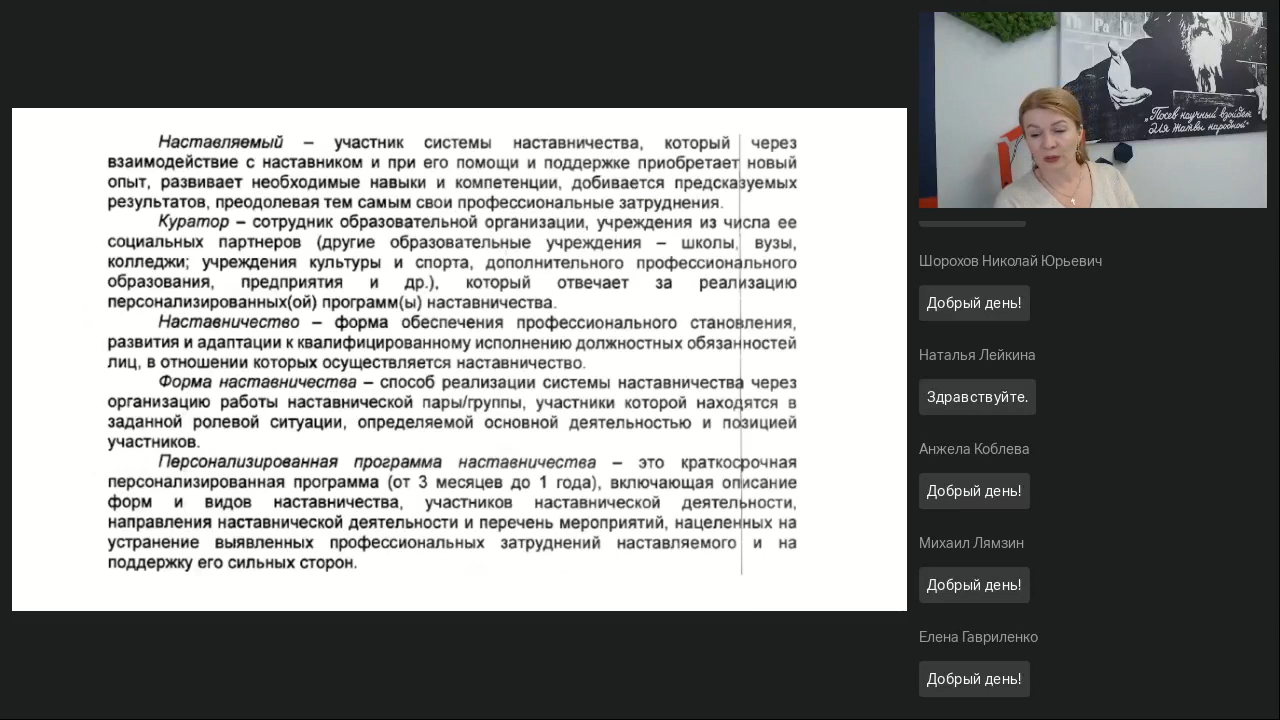 Наставляемый – участник системы наставничества, который через
взаимодействие с наставником и при его помощи и поддержке приобретает новый
опыт, развивает необходимые навыки и компетенции, добивается предсказуемых
результатов, преодолевая тем самым свои профессиональные затруднения.
Куратор – сотрудник образовательной организации, учреждения из числа ее
социальных партнеров (другие образовательные учреждения – школы, вузы,
колледжи; учреждения культуры и спорта, дополнительного профессионального
образования, предприятия и др.), который отвечает за реализацию
персонализированных(ой) программ(ы) наставничества.
Наставничество – форма обеспечения профессионального становления,
развития и адаптации к квалифицированному исполнению должностных обязанностей
лиц, в отношении которых осуществляется наставничество.
Форма наставничества – способ реализации системы наставничества через
организацию работы наставнической пары/группы, участники которой находятся в
заданной ролевой ситуации, определяемой основной деятельностью и позицией
участников.
Персонализированная программа наставничества – это краткосрочная
персонализированная программа (от 3 месяцев до 1 года), включающая описание
форм и видов наставничества, участников наставнической деятельности,
направления наставнической деятельности и перечень мероприятий, нацеленных на
устранение выявленных профессиональных затруднений наставляемого и на
поддержку его сильных сторон.
Pa U
„Посев научный взойдет
для жатвы народной"
Шорохов Николай Юрьевич
Добрый день!
Наталья Лейкина
Здравствуйте.
Анжела Коблева
Добрый день!
Михаил Лямзин
Добрый день!
Елена Гавриленко
Добрый день!